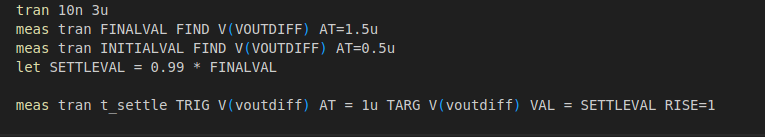 tran 10n 3u
meas tran FINALVAL FIND V(VOUTDIFF) AT=1.5u
meas tran INITIALVAL FIND V(VOUTDIFF) AT=0.5u
let SETTLEVAL = 0.99 * FINALVAL
meas tran t_settle TRIG V(voutdiff) AT = 1u TARG V(voutdiff) VAL = SETTLEVAL RISE=1